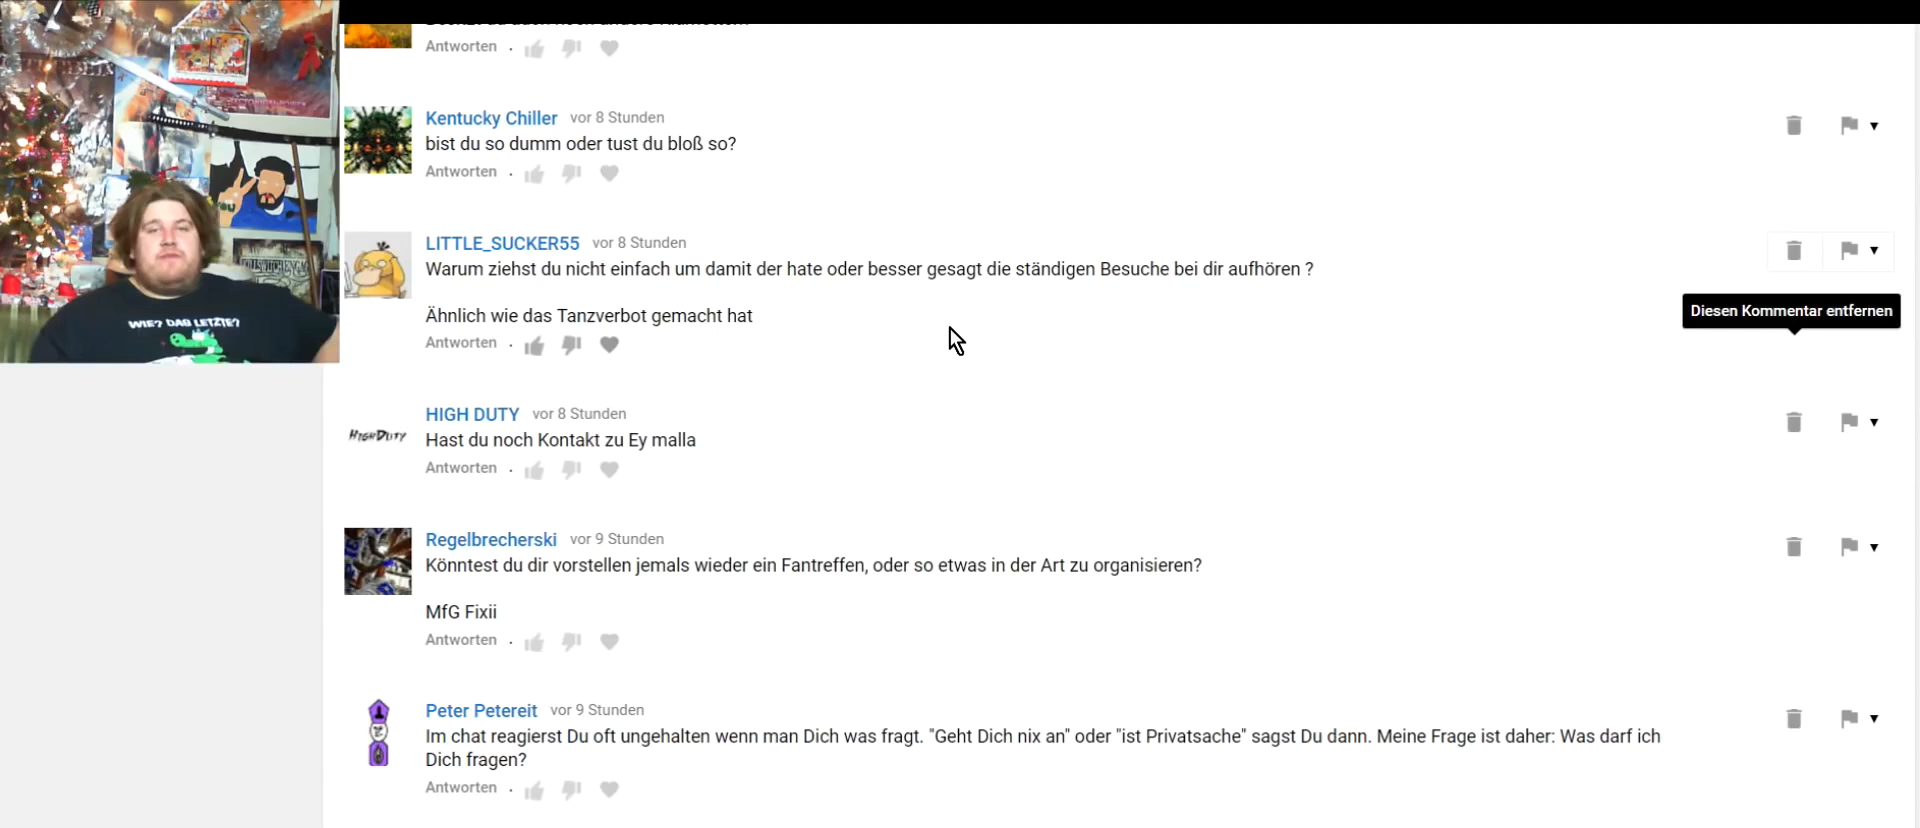 Antworten
Kentucky Chiller vor 8 Stunden
bist du so dumm oder tust du bloß so?
Antworten
LITTLE_SUCKER55 vor 8 Stunden
Warum ziehst du nicht einfach um damit der hate oder besser gesagt die ständigen Besuche bei dir aufhören ?
Diesen Kommentar entfernen
Ähnlich wie das Tanzverbot gemacht hat
Antworten
WIE? DAS LETZTE?
HIGH DUTY vor 8 Stunden
HIGH DUTY
Hast du noch Kontakt zu Ey malla
Antworten
Regelbrecherski vor 9 Stunden
Könntest du dir vorstellen jemals wieder ein Fantreffen, oder so etwas in der Art zu organisieren?
MfG Fixii
Antworten
Peter Petereit vor 9 Stunden
Im chat reagierst Du oft ungehalten wenn man Dich was fragt. "Geht Dich nix an" oder "ist Privatsache" sagst Du dann. Meine Frage ist daher: Was darf ich
Dich fragen?
Antworten